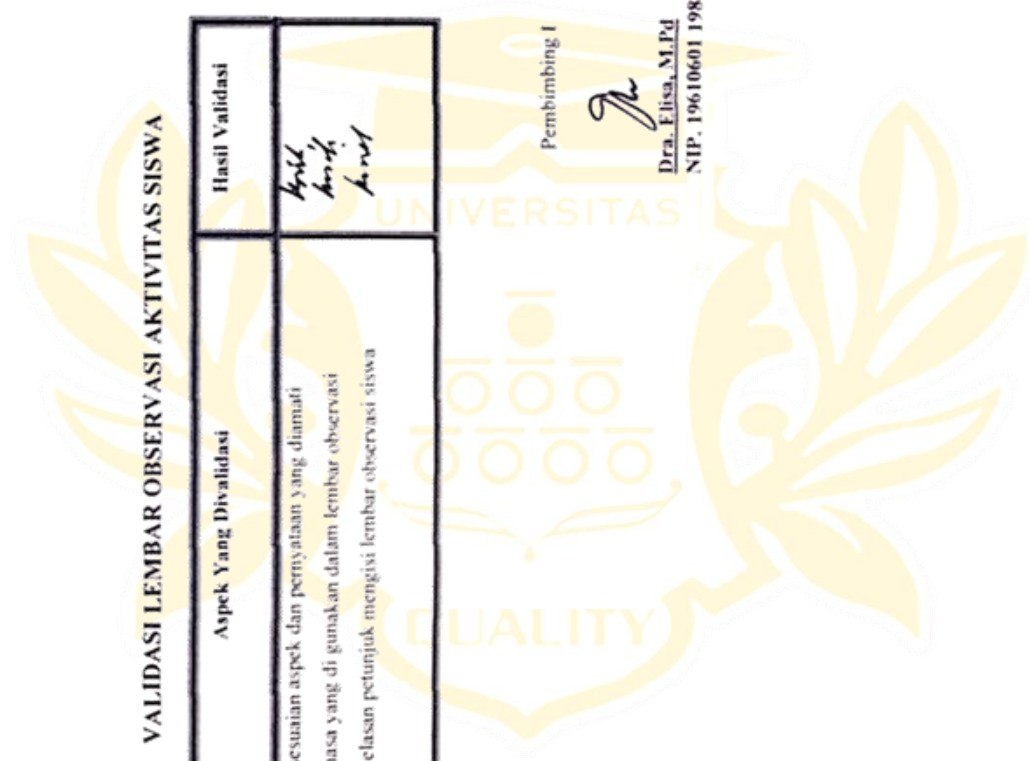 VALIDASI LEMBAR OBSERVASI AKTIVITAS SISWA
Aspek Yang Divalidasi
Hasil Validasi
esuaian aspek dan pernyataan yang diamati
asa yang di gunakan dalam lembar observasi
elasan petunjuk mengisi lembar observasi siswa
Pembimbing I
Dra. Elisa, M.Pd
NIP. 19610601 198
UNIVERSITAS
QUALITY